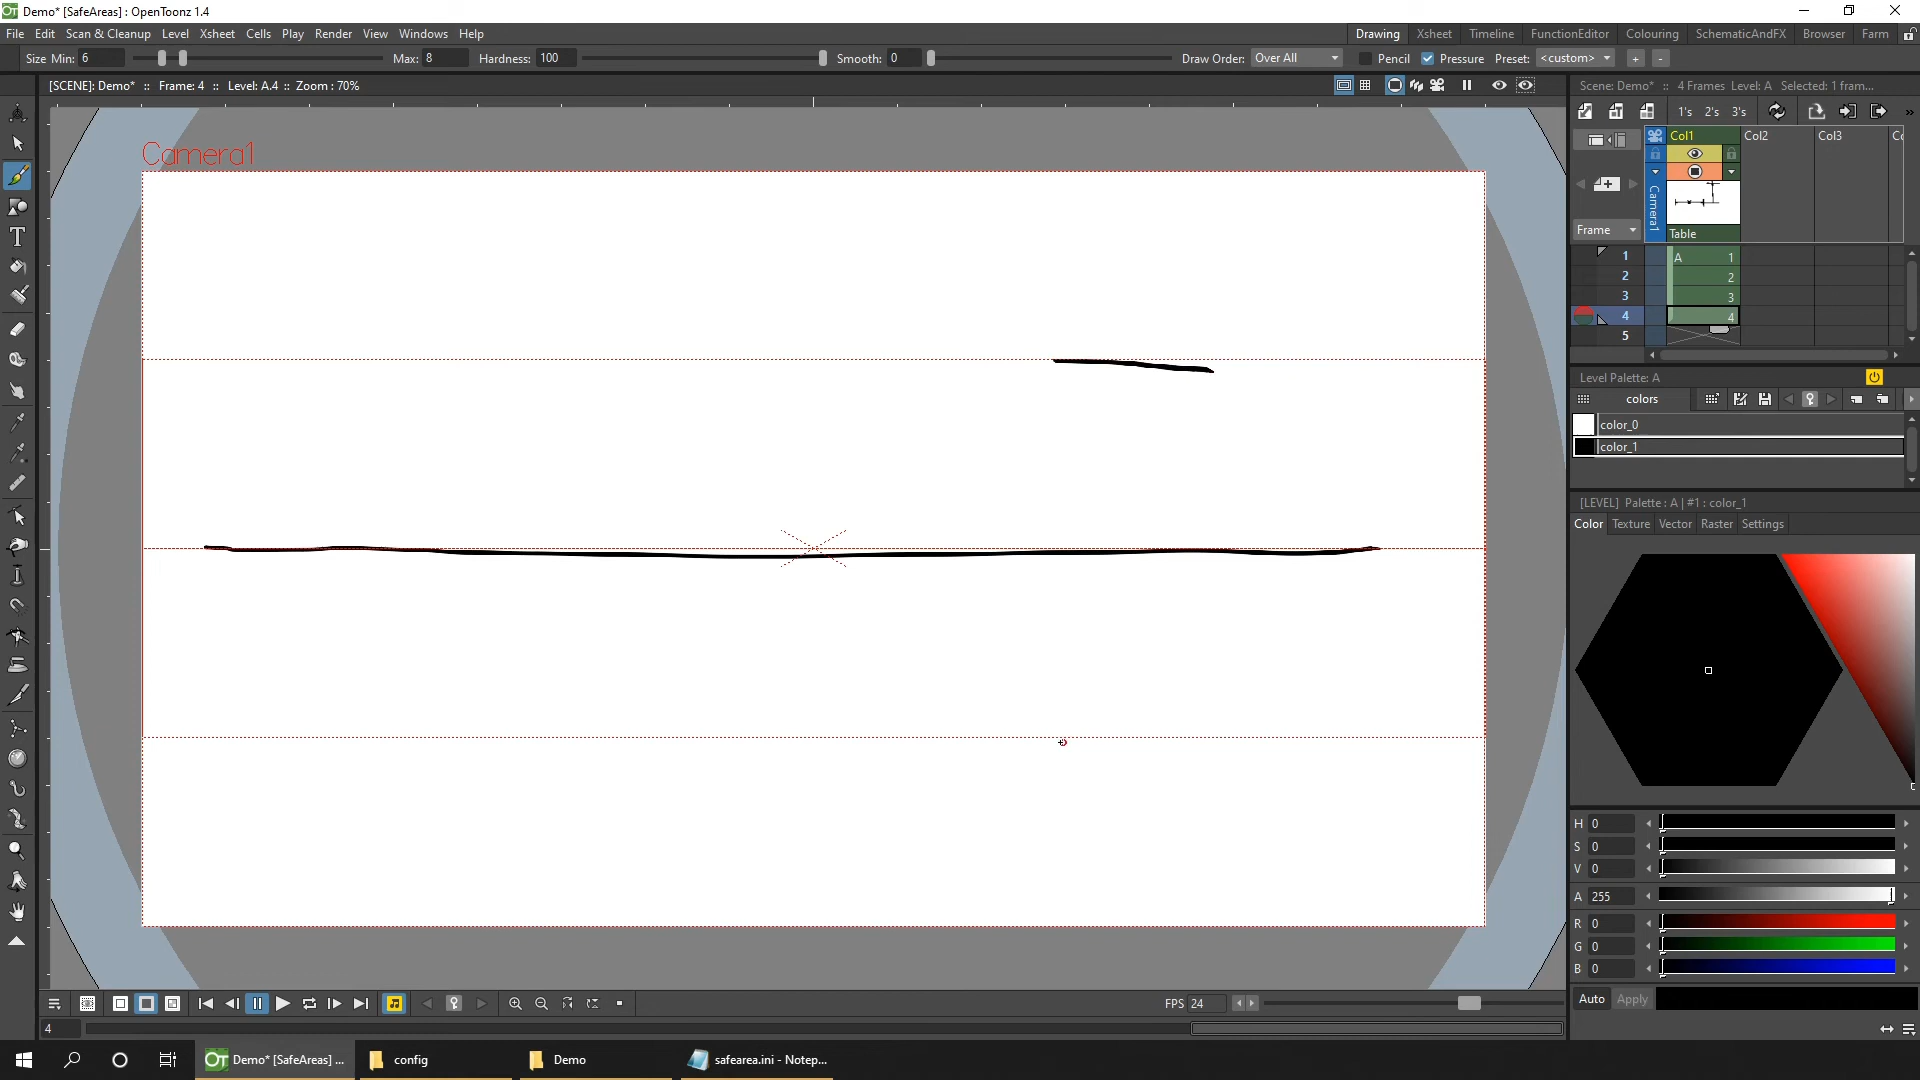 Demo* [SafeAreas] : OpenToonz 1.4
File Edit Scan & Cleanup Level Xsheet Cells Play Render View Windows Help
Drawing Xsheet Timeline FunctionEditor Colouring SchematicAndFX Browser Farm
Size Min: 6 Max: 8 Hardness: 100 Smooth: 0 Draw Order: Over All Pencil Pressure Preset: <custom> + -
[SCENE]: Demo* :: Frame: 4 :: Level: A.4 :: Zoom : 70%
Scene: Demo* :: 4 Frames Level: A Selected: 1 fram...
1's 2's 3's »
Col1 Col2 Col3
Camera1
Camera1
Frame
Table
1 A 1
2 2
3 3
4 4
5
Level Palette: A
colors
color_0
color_1
[LEVEL] Palette : A | #1 : color_1
Color Texture Vector Raster Settings
H 0
S 0
V 0
A 255
R 0
G 0
B 0
Auto Apply
FPS 24
4
OT Demo* [SafeAreas] ... config Demo safearea.ini - Notep...